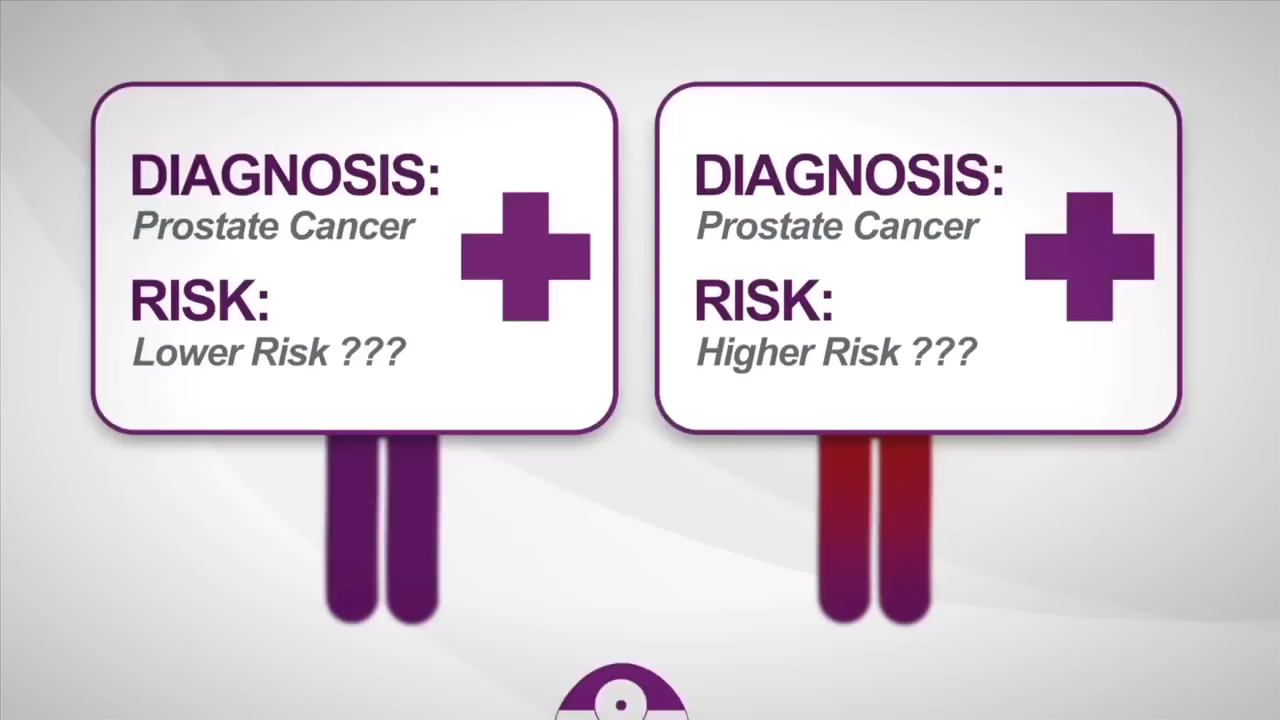 DIAGNOSIS:
Prostate Cancer
RISK:
Lower Risk ???
DIAGNOSIS:
Prostate Cancer
RISK:
Higher Risk ???